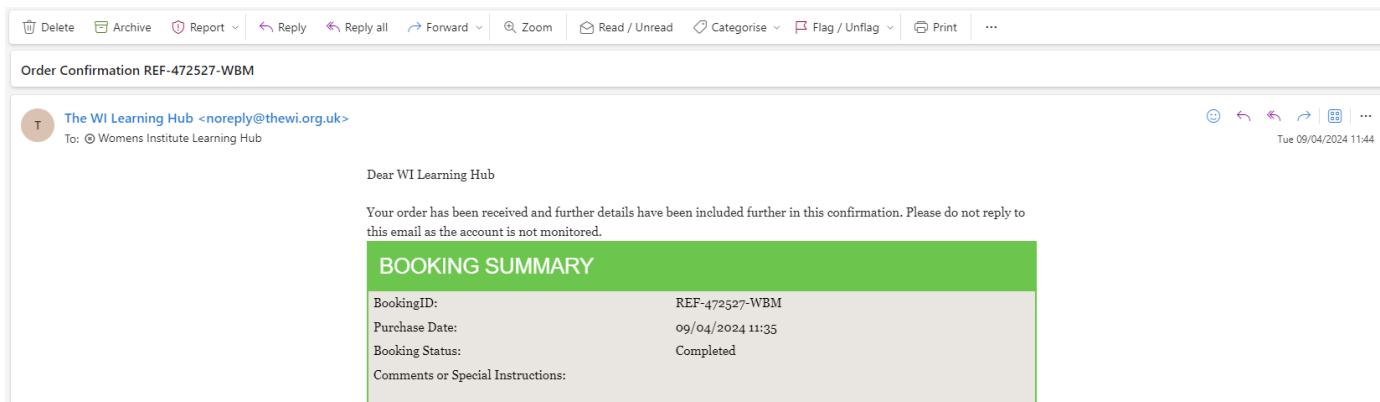 Delete Archive Report Reply Reply all Forward Zoom Read / Unread Categorise Flag / Unflag Print ...
Order Confirmation REF-472527-WBM
T
The WI Learning Hub <noreply@thewi.org.uk>
To: Womens Institute Learning Hub
Tue 09/04/2024 11:44
Dear WI Learning Hub
Your order has been received and further details have been included further in this confirmation. Please do not reply to
this email as the account is not monitored.
BOOKING SUMMARY
BookingID: REF-472527-WBM
Purchase Date: 09/04/2024 11:35
Booking Status: Completed
Comments or Special Instructions: